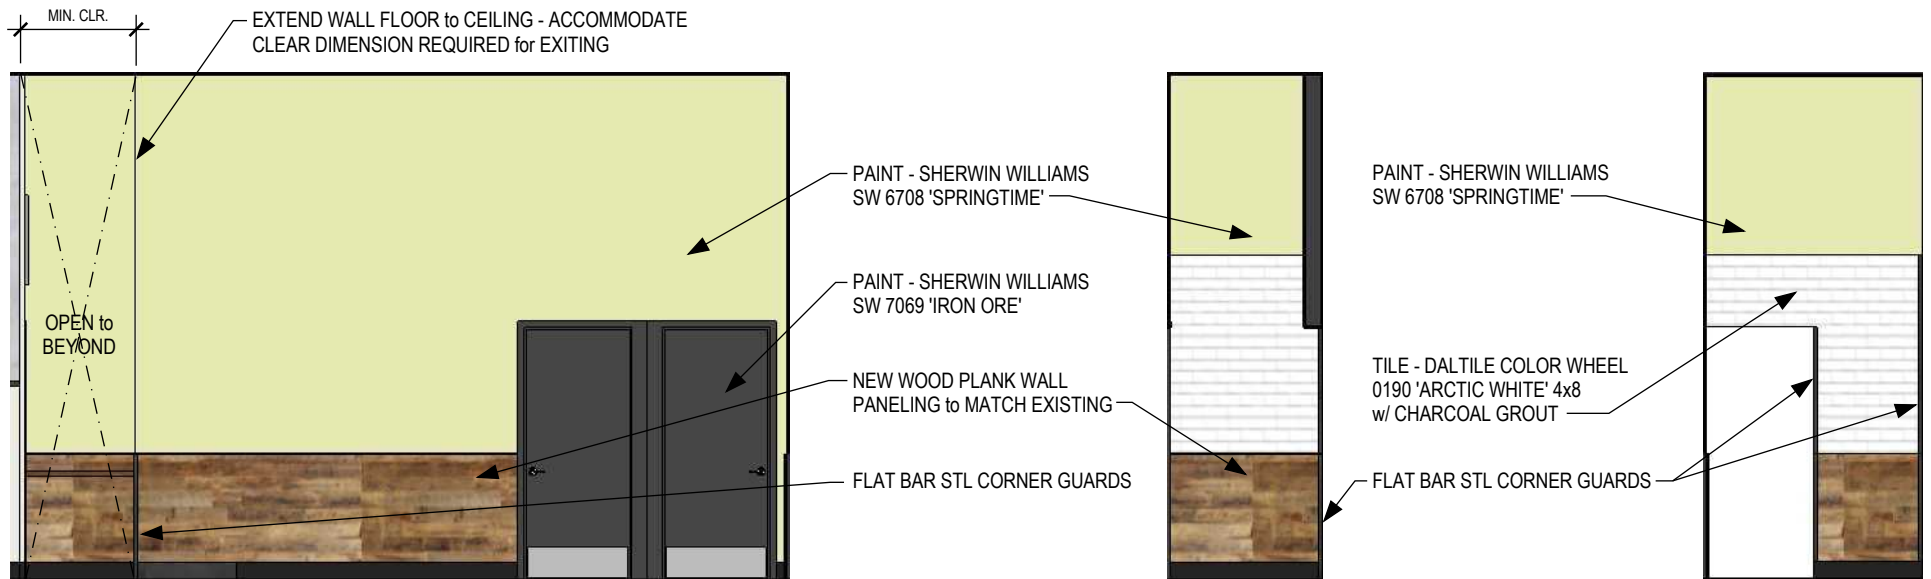 MIN. CLR.
EXTEND WALL FLOOR to CEILING - ACCOMMODATE
CLEAR DIMENSION REQUIRED for EXITING
OPEN to
BEYOND
PAINT - SHERWIN WILLIAMS
SW 6708 'SPRINGTIME'
PAINT - SHERWIN WILLIAMS
SW 7069 'IRON ORE'
NEW WOOD PLANK WALL
PANELING to MATCH EXISTING
FLAT BAR STL CORNER GUARDS
PAINT - SHERWIN WILLIAMS
SW 6708 'SPRINGTIME'
TILE - DALTILE COLOR WHEEL
0190 'ARCTIC WHITE' 4x8
w/ CHARCOAL GROUT
FLAT BAR STL CORNER GUARDS